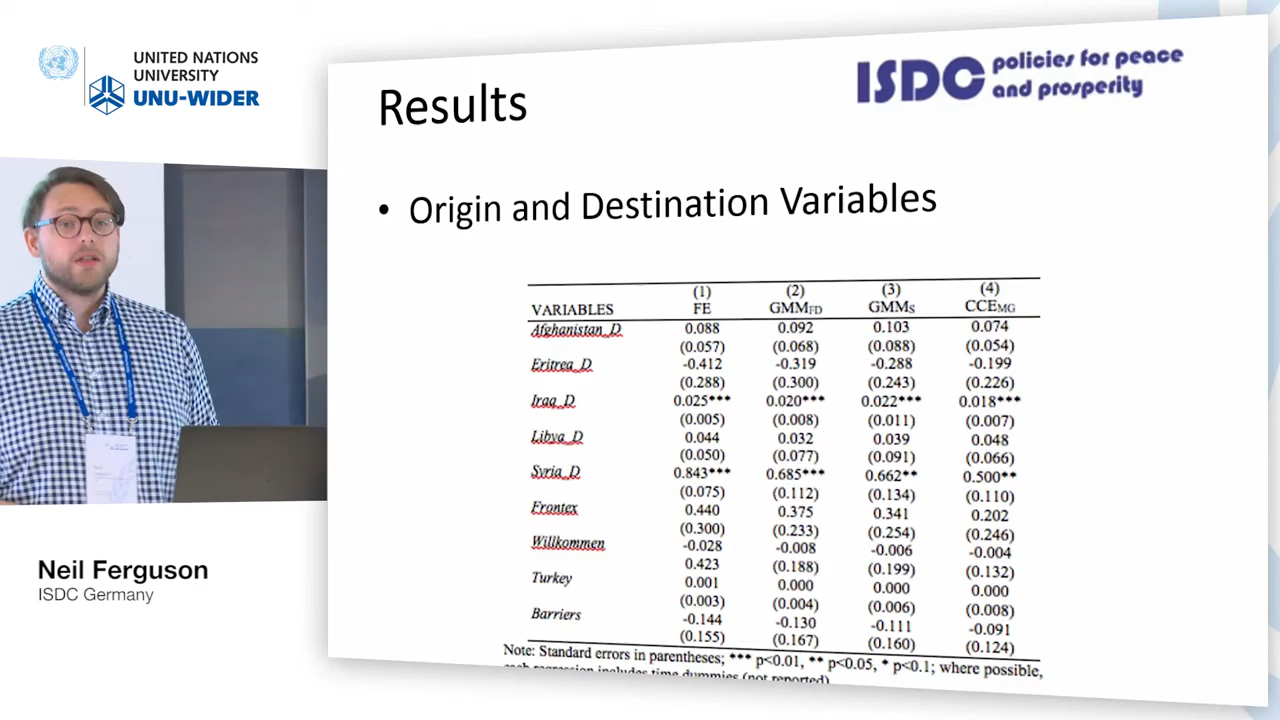 UNITED NATIONS
UNIVERSITY
UNU-WIDER
ISDC policies for peace
and prosperity
Results
• Origin and Destination Variables
(1) (2) (3) (4)
VARIABLES FE GMMFD GMMS CCEMG
Afghanistan_D 0.088 0.092 0.103 0.074
(0.057) (0.068) (0.088) (0.054)
Eritrea_D -0.412 -0.319 -0.288 -0.199
(0.288) (0.300) (0.243) (0.226)
Iraq_D 0.025*** 0.020*** 0.022*** 0.018***
(0.005) (0.008) (0.011) (0.007)
Libya_D 0.044 0.032 0.039 0.048
(0.050) (0.077) (0.091) (0.066)
Syria_D 0.843*** 0.685*** 0.662** 0.500**
(0.075) (0.112) (0.134) (0.110)
Frontex 0.440 0.375 0.341 0.202
(0.300) (0.233) (0.254) (0.246)
Willkommen -0.028 -0.008 -0.006 -0.004
0.423 (0.188) (0.199) (0.132)
Turkey 0.001 0.000 0.000 0.000
(0.003) (0.004) (0.006) (0.008)
Barriers -0.144 -0.130 -0.111 -0.091
(0.155) (0.167) (0.160) (0.124)
Note: Standard errors in parentheses; *** p<0.01, ** p<0.05, * p<0.1; where possible,
each regression includes time dummies (not reported)
Neil Ferguson
ISDC Germany